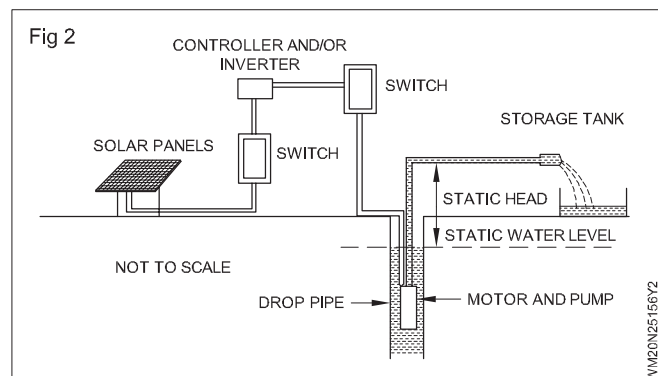 Fig 2
CONTROLLER AND/OR
INVERTER
SWITCH
STORAGE TANK
SOLAR PANELS
SWITCH
STATIC HEAD
STATIC WATER LEVEL
NOT TO SCALE
DROP PIPE
MOTOR AND PUMP
WM20N25156Y2